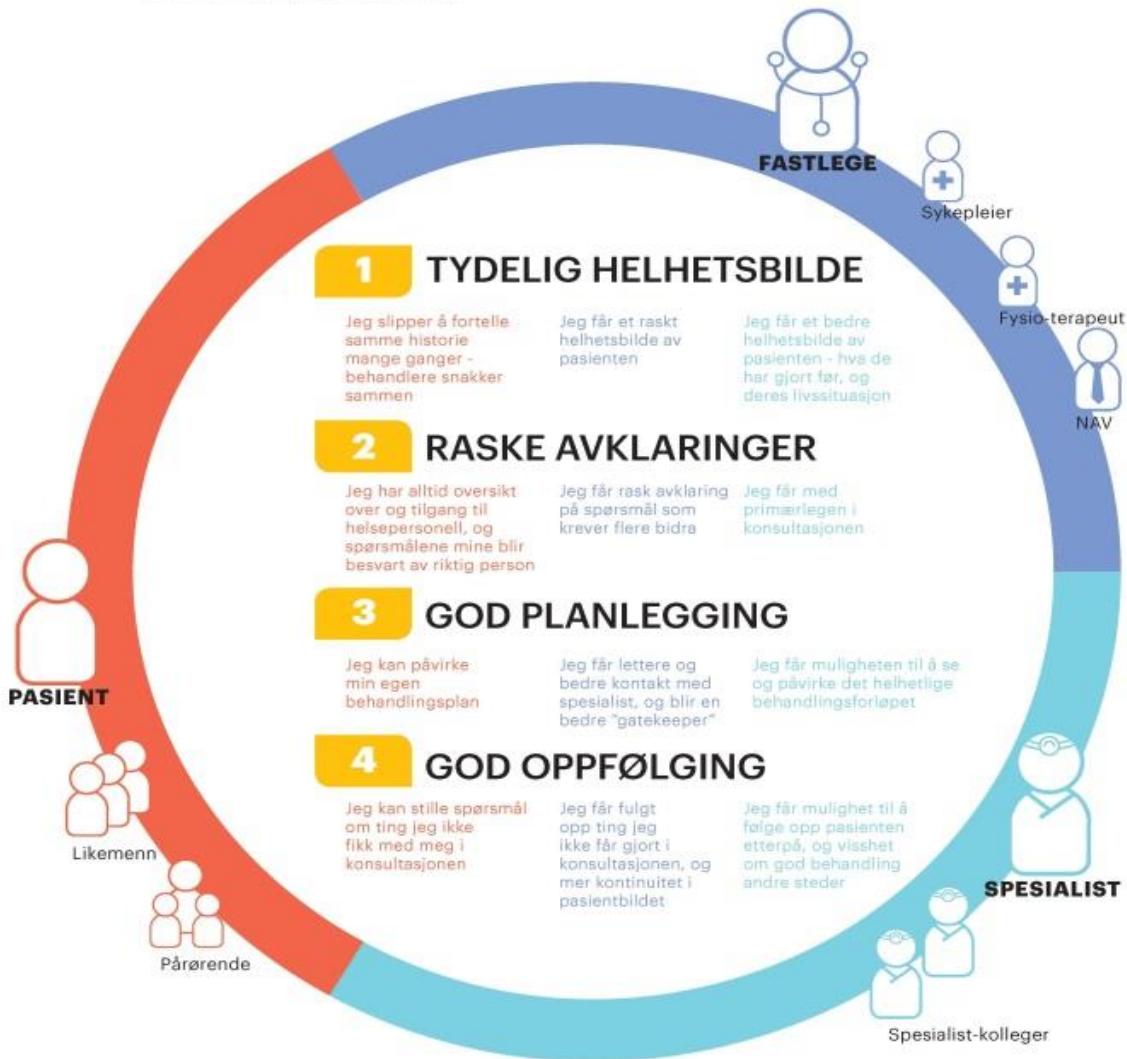 FASTLEGE
Sykepleier
Fysio-terapeut
NAV
1 TYDELIG HELHETSBILDE
Jeg slipper å fortelle
samme historie
mange ganger -
behandlere snakker
sammen
Jeg får et raskt
helhetsbilde av
pasienten
Jeg får et bedre
helhetsbilde av
pasienten - hva de
har gjort før, og
deres livssituasjon
2 RASKE AVKLARINGER
Jeg har alltid oversikt
over og tilgang til
helsepersonell, og
spørsmålene mine blir
besvart av riktig person
Jeg får rask avklaring
på spørsmål som
krever flere bidra
Jeg får med
primærlegen i
konsultasjonen
3 GOD PLANLEGGING
Jeg kan påvirke
min egen
behandlingsplan
Jeg får lettere og
bedre kontakt med
spesialist, og blir en
bedre "gatekeeper"
Jeg får muligheten til å se
og påvirke det helhetlige
behandlingsforløpet
4 GOD OPPFØLGING
Jeg kan stille spørsmål
om ting jeg ikke
fikk med meg i
konsultasjonen
Jeg får fulgt
opp ting jeg
ikke får gjort i
konsultasjonen, og
mer kontinuitet i
pasientbildet
Jeg får mulighet til å
følge opp pasienten
etterpå, og visshet
om god behandling
andre steder
PASIENT
Likemenn
Pårørende
SPESIALIST
Spesialist-kolleger